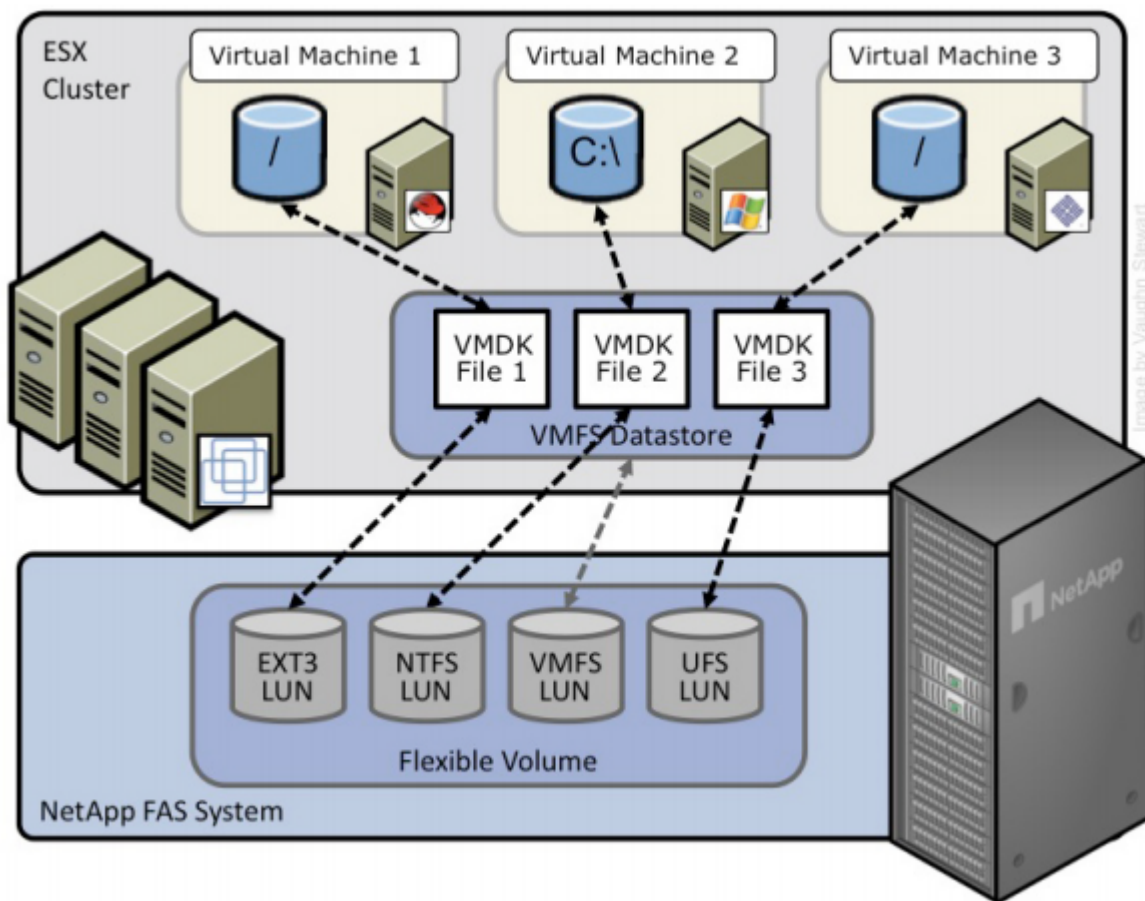 ESX
Cluster
Virtual Machine 1
Virtual Machine 2
Virtual Machine 3
/
C:\
/
VMDK
File 1
VMDK
File 2
VMDK
File 3
VMFS Datastore
Image by Vaughn Stewart
EXT3
LUN
NTFS
LUN
VMFS
LUN
UFS
LUN
Flexible Volume
NetApp FAS System
NetApp